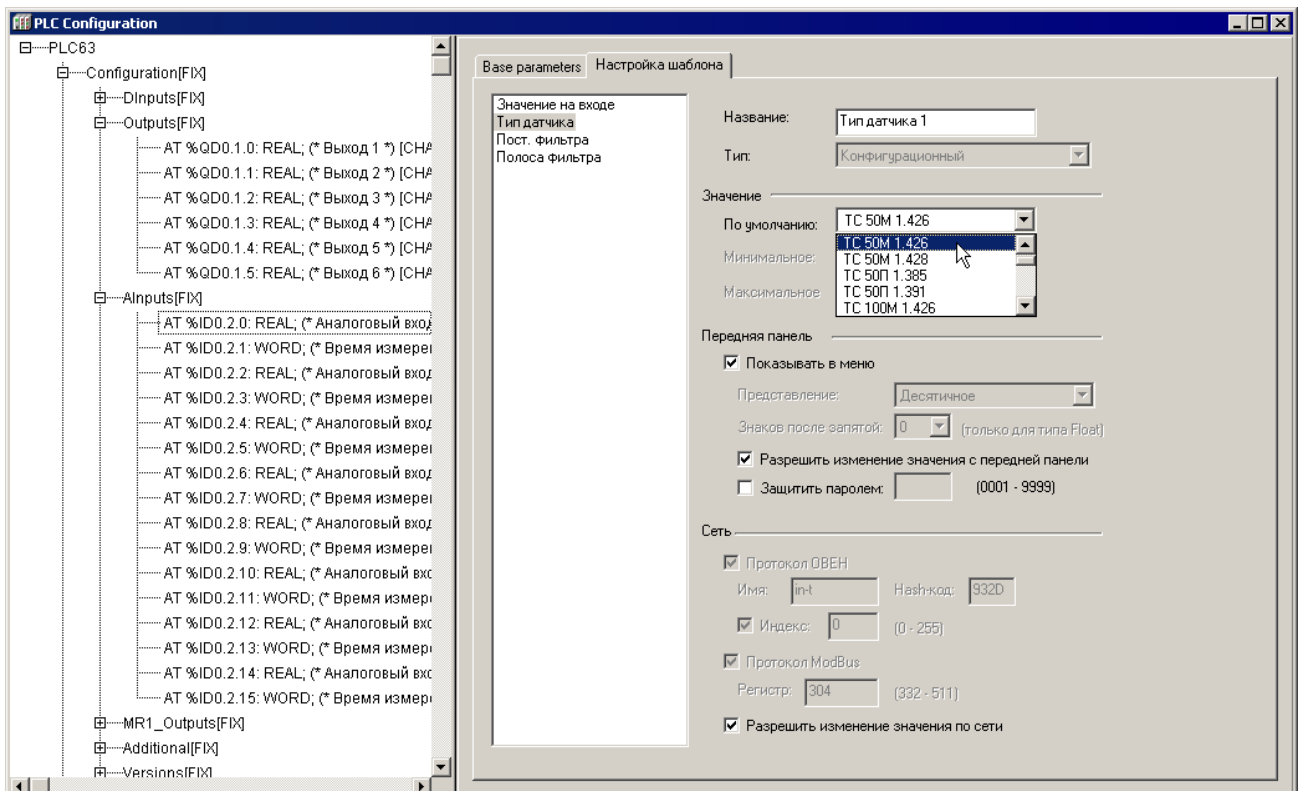 PLC Configuration
PLC63
Configuration[FIX]
DInputs[FIX]
Outputs[FIX]
AT %QD0.1.0: REAL; (* Выход 1 *) [CHA
AT %QD0.1.1: REAL; (* Выход 2 *) [CHA
AT %QD0.1.2: REAL; (* Выход 3 *) [CHA
AT %QD0.1.3: REAL; (* Выход 4 *) [CHA
AT %QD0.1.4: REAL; (* Выход 5 *) [CHA
AT %QD0.1.5: REAL; (* Выход 6 *) [CHA
AInputs[FIX]
AT %ID0.2.0: REAL; (* Аналоговый вход
AT %ID0.2.1: WORD; (* Время измерен
AT %ID0.2.2: REAL; (* Аналоговый вход
AT %ID0.2.3: WORD; (* Время измерен
AT %ID0.2.4: REAL; (* Аналоговый вход
AT %ID0.2.5: WORD; (* Время измерен
AT %ID0.2.6: REAL; (* Аналоговый вход
AT %ID0.2.7: WORD; (* Время измерен
AT %ID0.2.8: REAL; (* Аналоговый вход
AT %ID0.2.9: WORD; (* Время измерен
AT %ID0.2.10: REAL; (* Аналоговый вхо
AT %ID0.2.11: WORD; (* Время измер
AT %ID0.2.12: REAL; (* Аналоговый вхо
AT %ID0.2.13: WORD; (* Время измер
AT %ID0.2.14: REAL; (* Аналоговый вхо
AT %ID0.2.15: WORD; (* Время измер
MR1_Outputs[FIX]
Additional[FIX]
Versions[FIX]
Base parameters Настройка шаблона
Значение на входе
Тип датчика
Пост. фильтра
Полоса фильтра
Название: Тип датчика 1
Тип: Конфигурационный
Значение
По умолчанию: ТС 50М 1.426
ТС 50М 1.426
Минимальное: ТС 50М 1.428
ТС 50П 1.385
Максимальное ТС 50П 1.391
ТС 100М 1.426
Передняя панель
Показывать в меню
Представление: Десятичное
Знаков после запятой: 0 (только для типа Float)
Разрешить изменение значения с передней панели
Защитить паролем: (0001 - 9999)
Сеть
Протокол ОВЕН
Имя: in-t Hash-код: 932D
Индекс: 0 (0 - 255)
Протокол ModBus
Регистр: 304 (332 - 511)
Разрешить изменение значения по сети